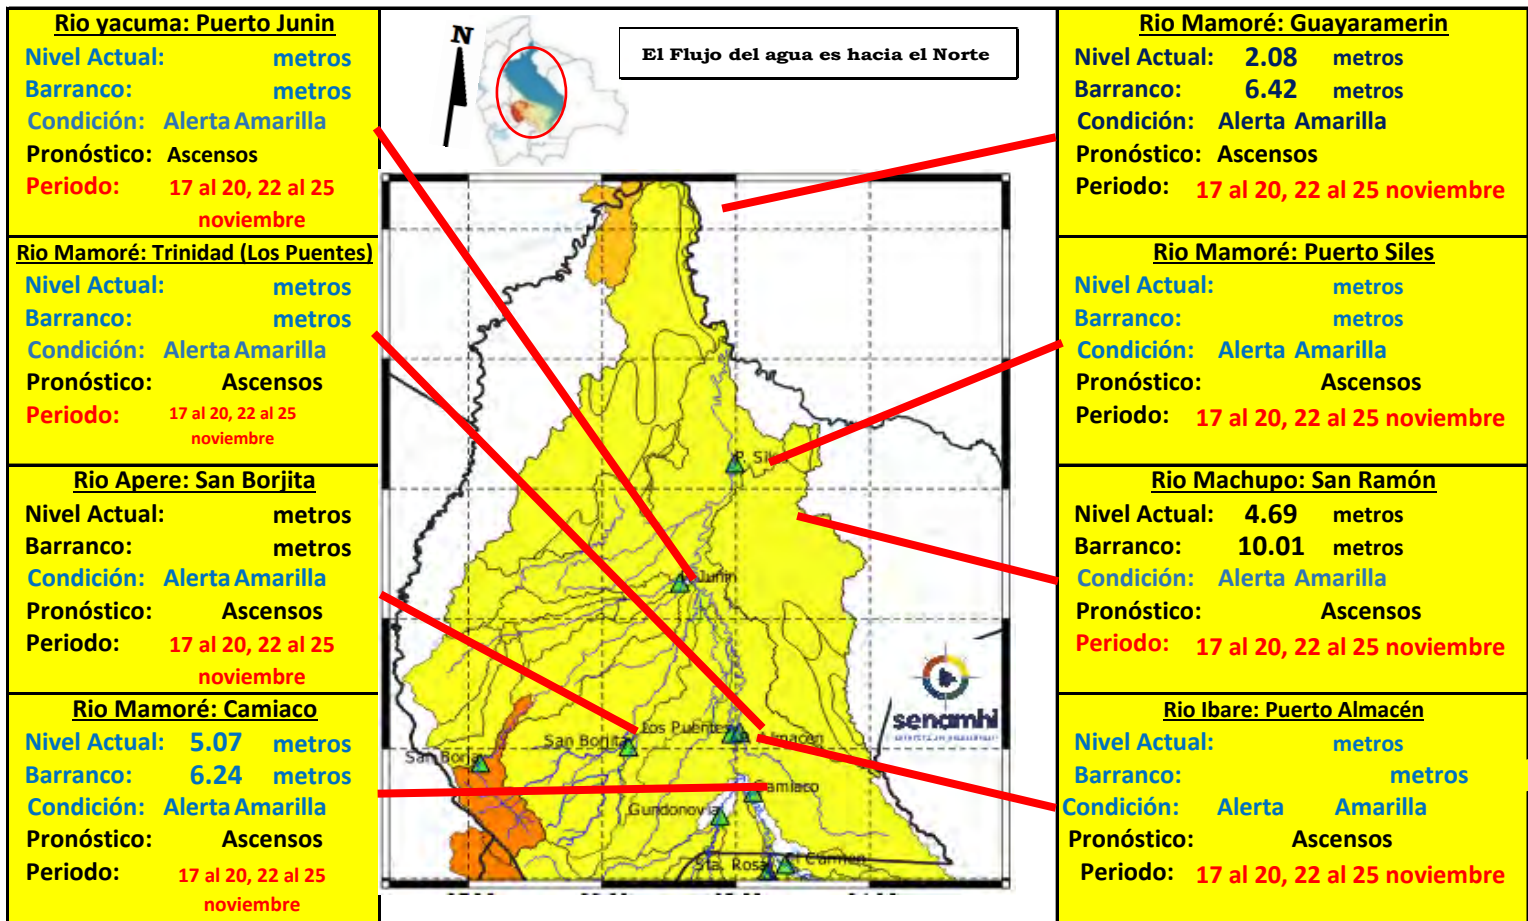 Rio yacuma: Puerto Junin
Nivel Actual: metros
Barranco: metros
Condición: Alerta Amarilla
Pronóstico: Ascensos
Periodo: 17 al 20, 22 al 25
noviembre
Rio Mamoré: Trinidad (Los Puentes)
Nivel Actual: metros
Barranco: metros
Condición: Alerta Amarilla
Pronóstico: Ascensos
Periodo: 17 al 20, 22 al 25
noviembre
Rio Apere: San Borjita
Nivel Actual: metros
Barranco: metros
Condición: Alerta Amarilla
Pronóstico: Ascensos
Periodo: 17 al 20, 22 al 25
noviembre
Rio Mamoré: Camiaco
Nivel Actual: 5.07 metros
Barranco: 6.24 metros
Condición: Alerta Amarilla
Pronóstico: Ascensos
Periodo: 17 al 20, 22 al 25
noviembre
N
El Flujo del agua es hacia el Norte
P. Siles
Junin
Los Puentes
San Borjita
San Borja
Almacen
Camiaco
Gundonovia
Sta. Rosa
El Carmen
senamhi
Rio Mamoré: Guayaramerin
Nivel Actual: 2.08 metros
Barranco: 6.42 metros
Condición: Alerta Amarilla
Pronóstico: Ascensos
Periodo: 17 al 20, 22 al 25 noviembre
Rio Mamoré: Puerto Siles
Nivel Actual: metros
Barranco: metros
Condición: Alerta Amarilla
Pronóstico: Ascensos
Periodo: 17 al 20, 22 al 25 noviembre
Rio Machupo: San Ramón
Nivel Actual: 4.69 metros
Barranco: 10.01 metros
Condición: Alerta Amarilla
Pronóstico: Ascensos
Periodo: 17 al 20, 22 al 25 noviembre
Rio Ibare: Puerto Almacén
Nivel Actual: metros
Barranco: metros
Condición: Alerta Amarilla
Pronóstico: Ascensos
Periodo: 17 al 20, 22 al 25 noviembre